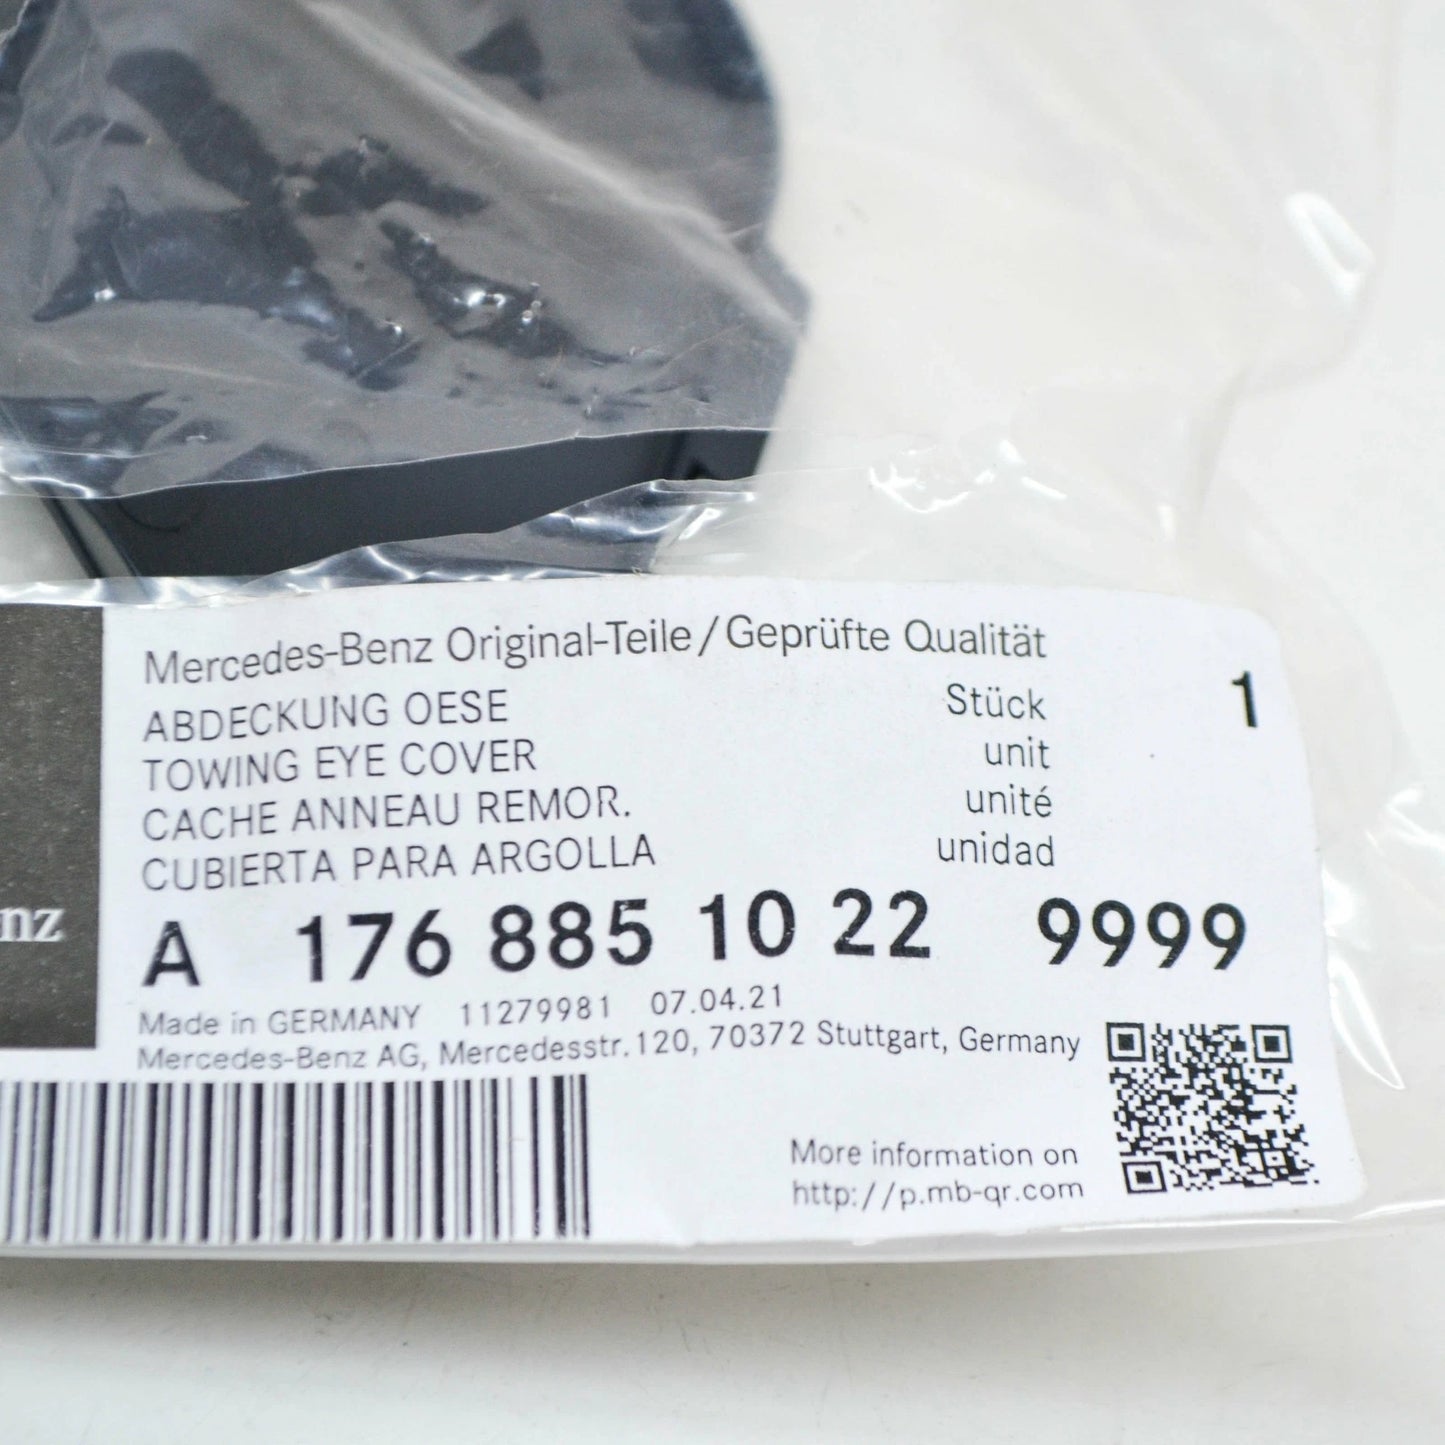 Mercedes-Benz Original-Teile/Geprüfte Qualität
ABDECKUNG OESE Stück 1
TOWING EYE COVER unit
CACHE ANNEAU REMOR. unité
CUBIERTA PARA ARGOLLA unidad
nz
A 176 885 10 22 9999
Made in GERMANY 11279981 07.04.21
Mercedes-Benz AG, Mercedesstr.120, 70372 Stuttgart, Germany
More information on
http://p.mb-qr.com